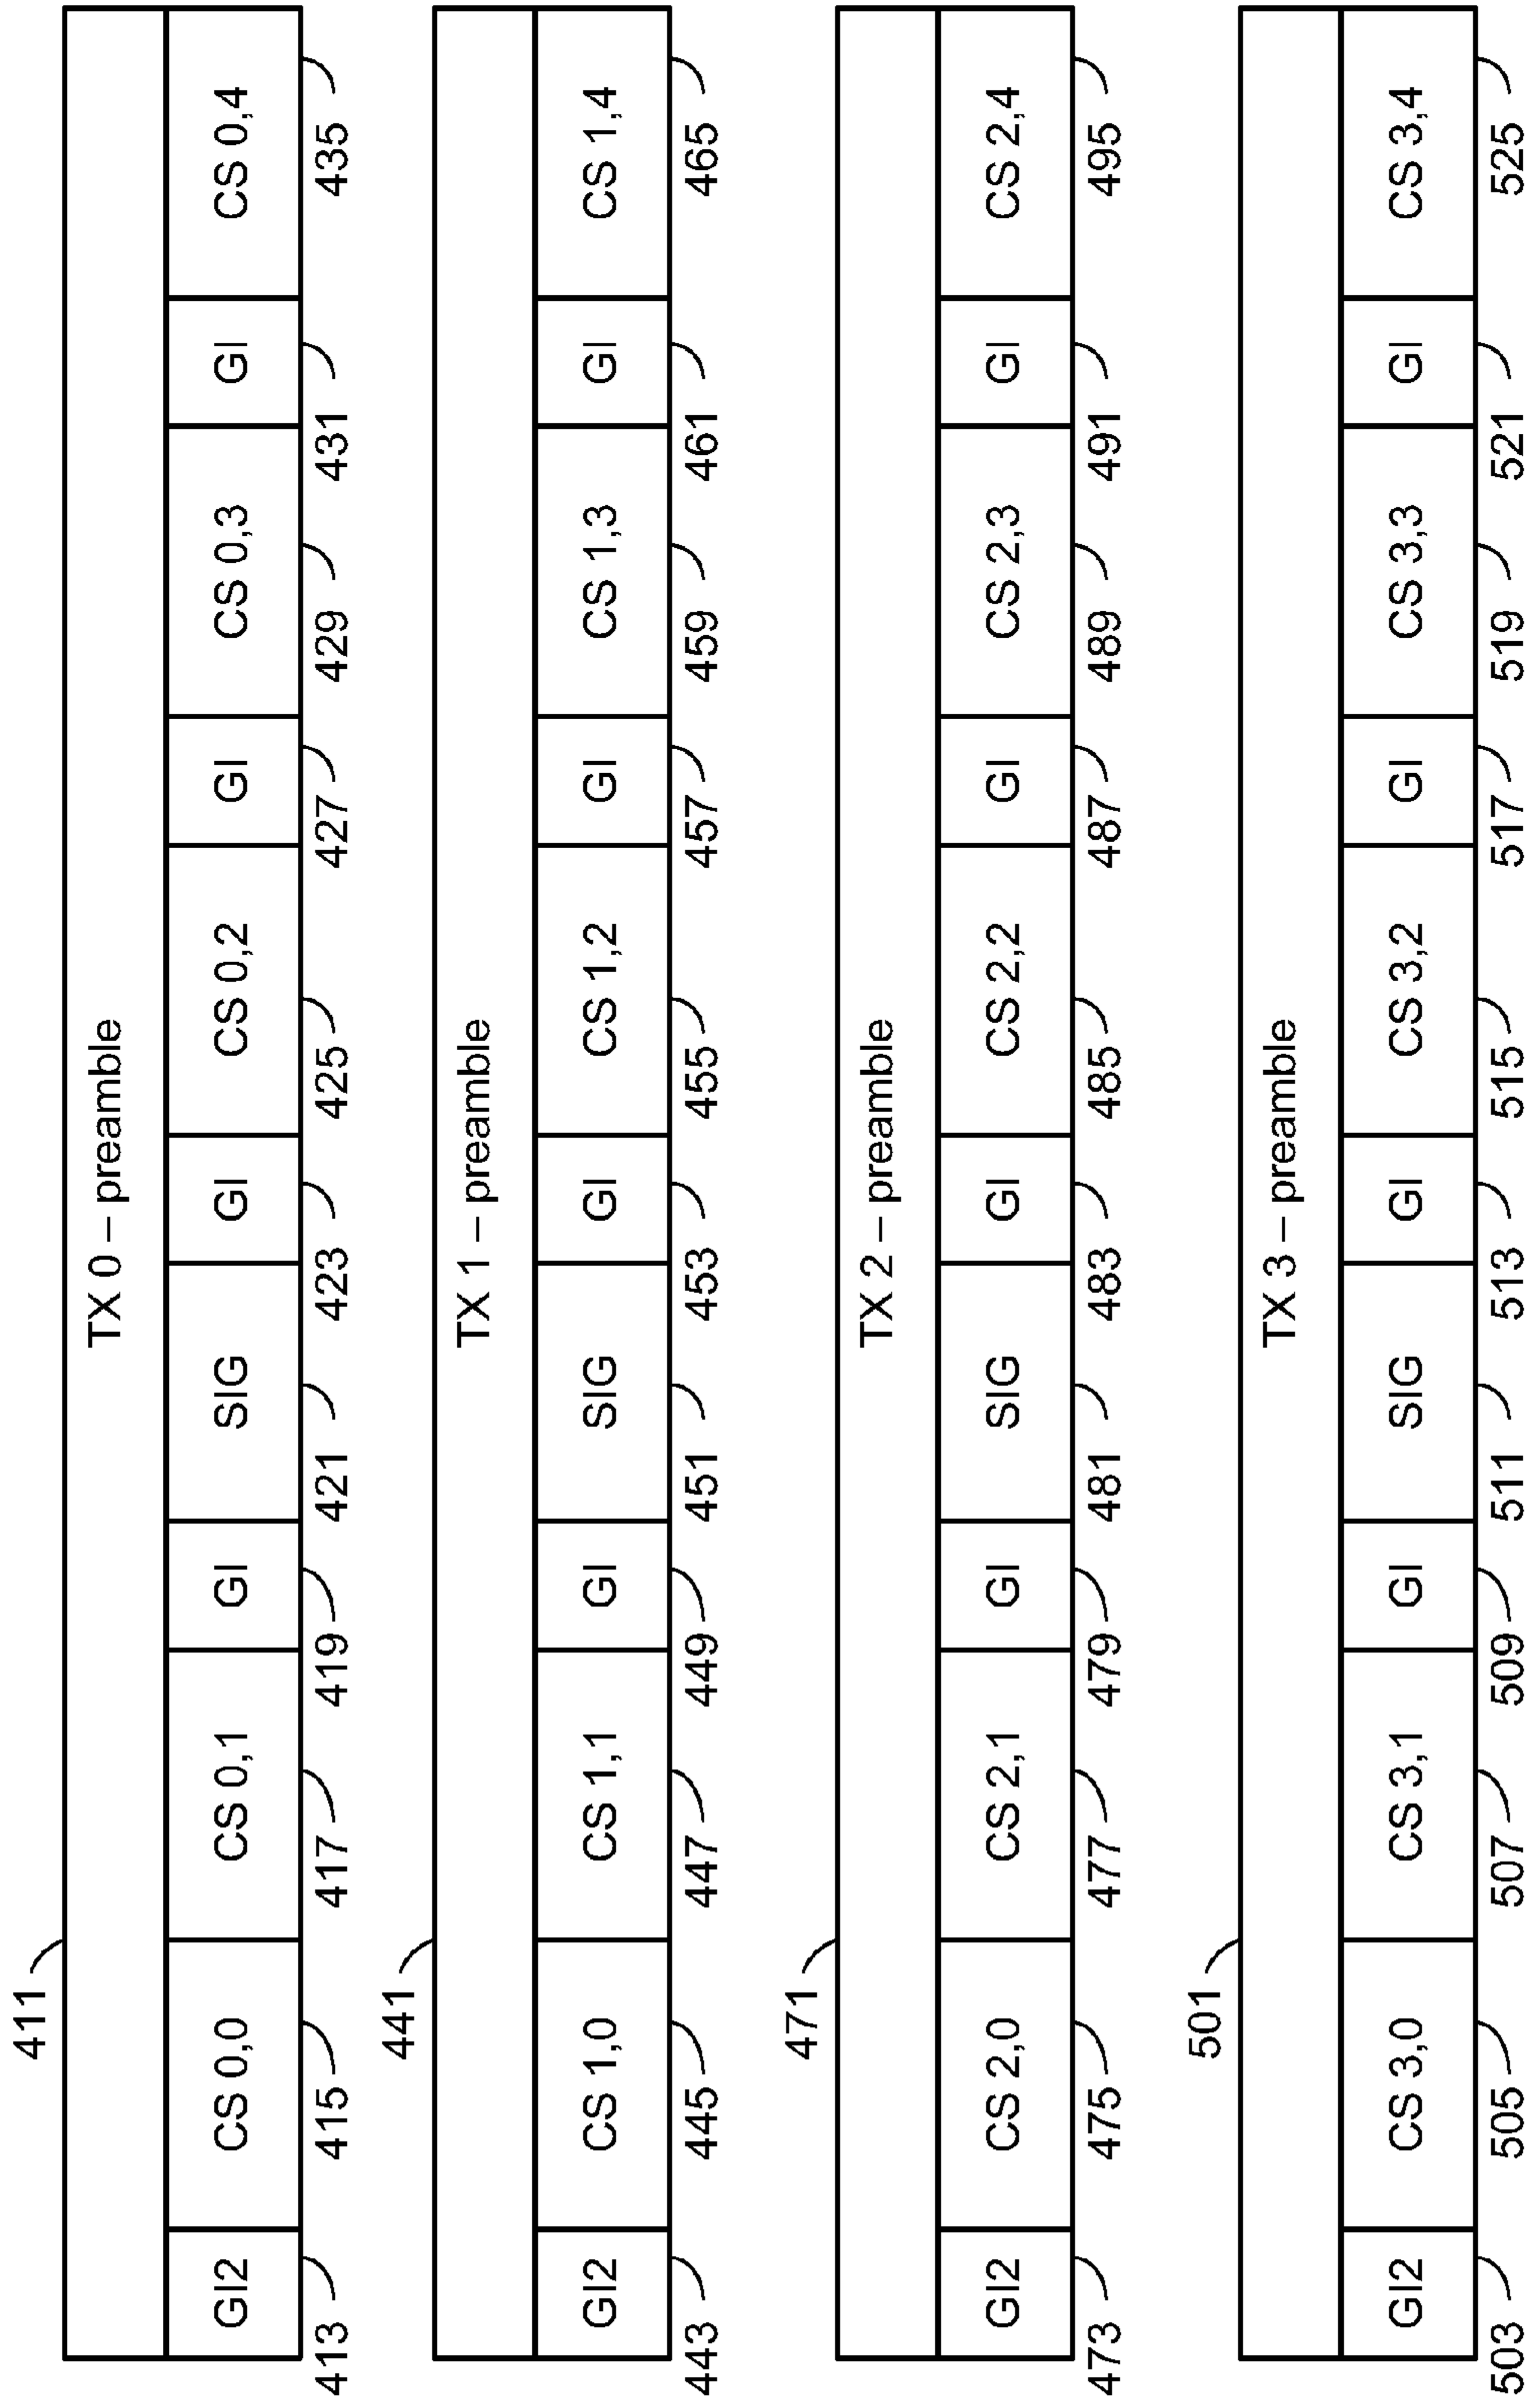 411
TX 0 – preamble
GI2 CS 0,0 CS 0,1 GI SIG GI CS 0,2 GI CS 0,3 GI CS 0,4
413 415 417 419 421 423 425 427 429 431 435
441
TX 1 – preamble
GI2 CS 1,0 CS 1,1 GI SIG GI CS 1,2 GI CS 1,3 GI CS 1,4
443 445 447 449 451 453 455 457 459 461 465
471
TX 2 – preamble
GI2 CS 2,0 CS 2,1 GI SIG GI CS 2,2 GI CS 2,3 GI CS 2,4
473 475 477 479 481 483 485 487 489 491 495
501
TX 3 – preamble
GI2 CS 3,0 CS 3,1 GI SIG GI CS 3,2 GI CS 3,3 GI CS 3,4
503 505 507 509 511 513 515 517 519 521 525